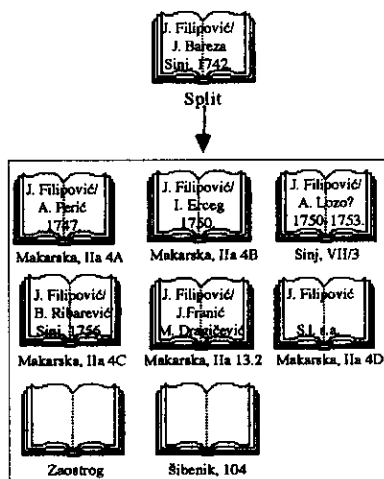 J. Filipović/
J. Bareza
Sinj, 1742.
Split
J. Filipović/
A. Perić
1747.
Makarska, IIa 4A
J. Filipović/
I. Erceg
1750.
Makarska, IIa 4B
J. Filipović/
A. Lozo?
1750-1753.
Sinj, VII/3
J. Filipović/
B. Ribarević
Sinj, 1756.
Makarska, IIa 4C
J. Filipović/
J.Franić
M. Dragičević
Makarska, IIa 13.2
J. Filipović
S.l. s.a.
Makarska, IIa 4D
Zaostrog
Šibenik, 104